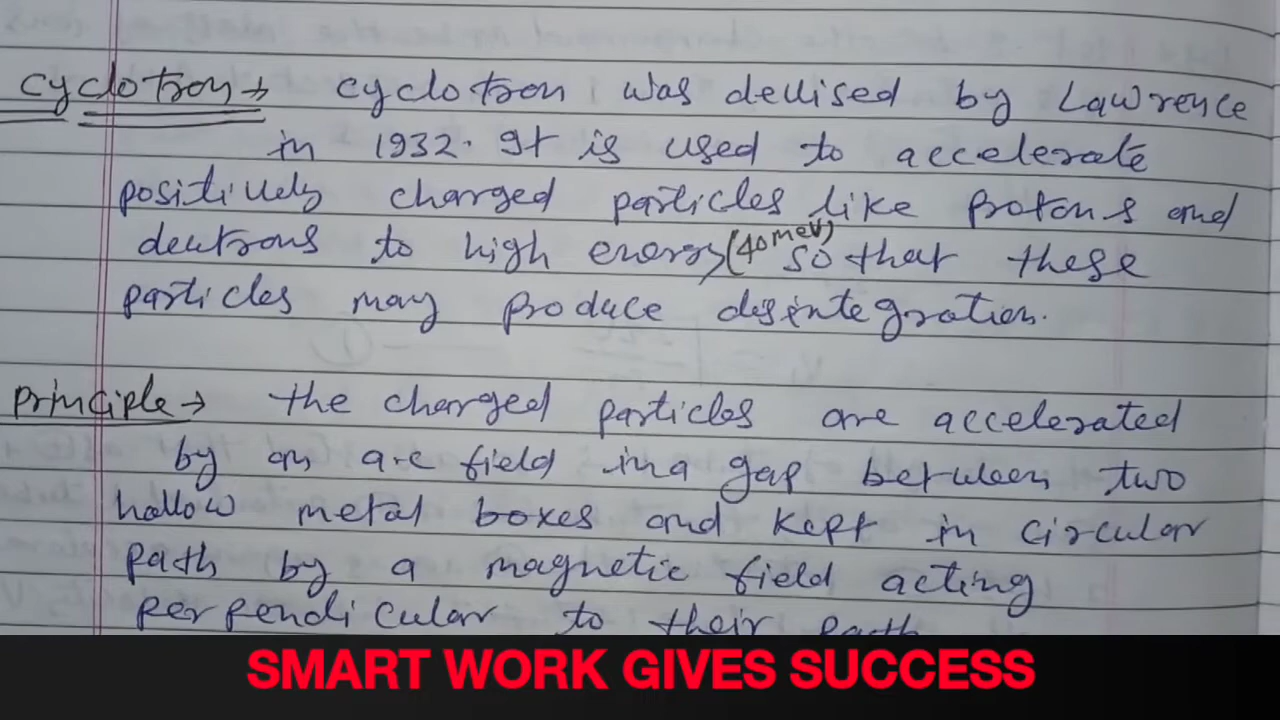 cyclotron→ cyclotron was devised by Lawrence
in 1932. It is used to accelerate
positively charged particles like protons and
deutrons to high energy(40 mev) so that these
particles may produce disintegration.
principle→ the charged particles are accelerated
by an a.c field in a gap between two
hollow metal boxes and kept in circular
path by a magnetic field acting
perpendicular to their path
SMART WORK GIVES SUCCESS